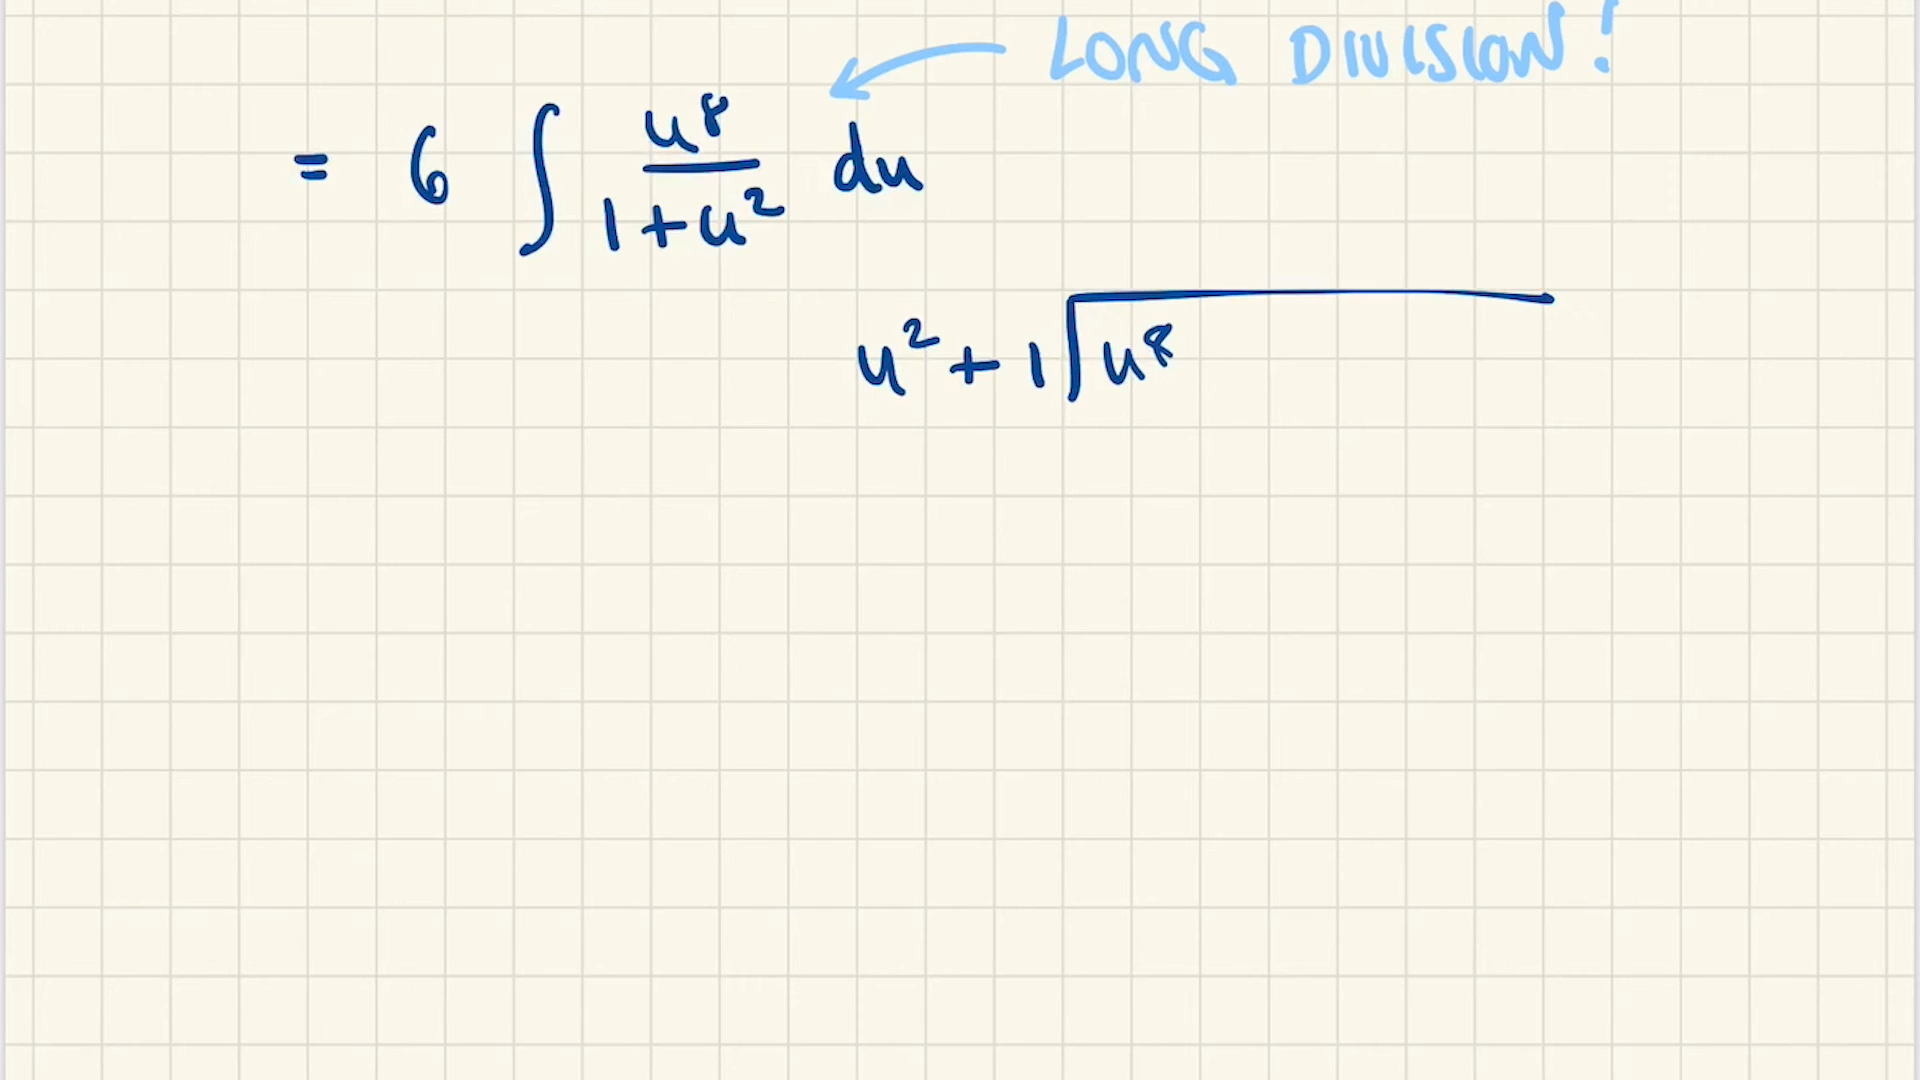 LONG DIVISION!
= 6 ∫ u⁸/(1+u²) du
u² + 1 ⟌ u⁸